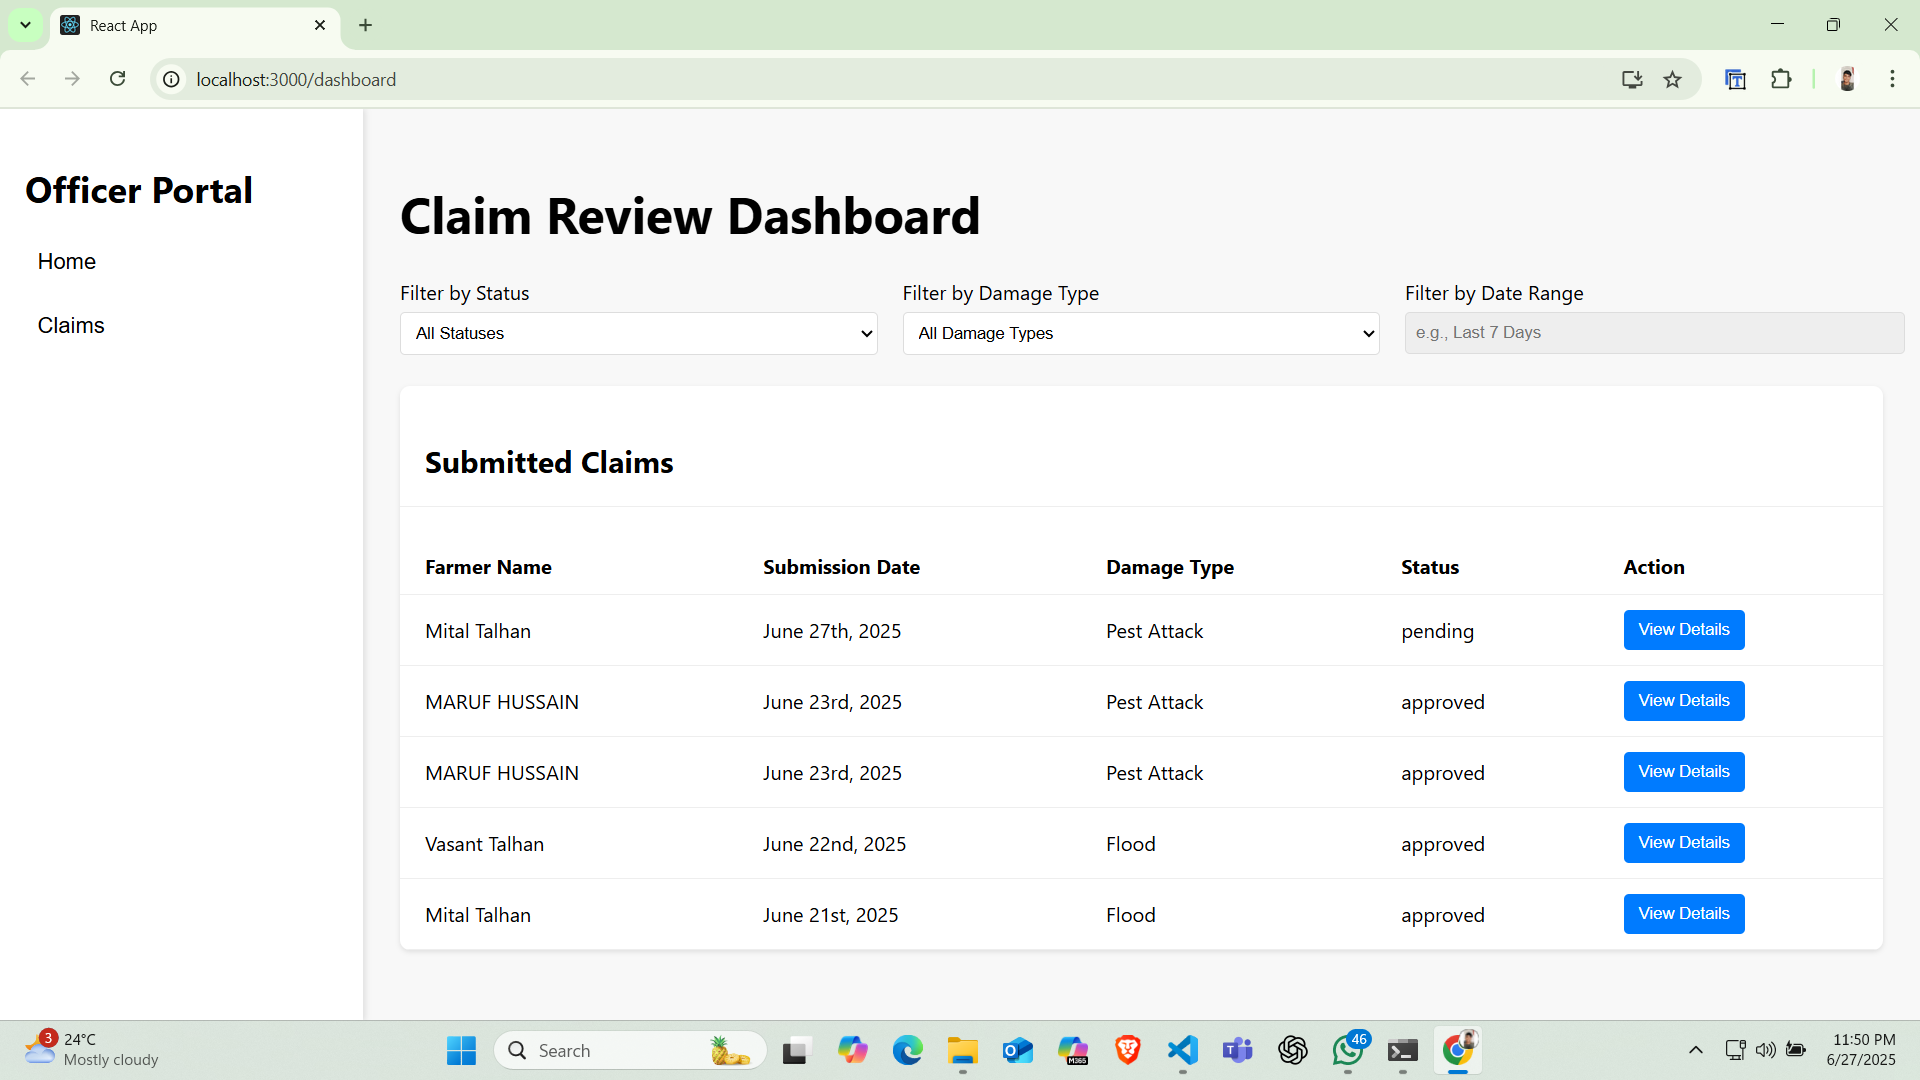 React App
localhost:3000/dashboard
Officer Portal
Home
Claims
Claim Review Dashboard
Filter by Status
Filter by Damage Type
Filter by Date Range
All Statuses
All Damage Types
e.g., Last 7 Days
Submitted Claims
Farmer Name Submission Date Damage Type Status Action
Mital Talhan June 27th, 2025 Pest Attack pending View Details
MARUF HUSSAIN June 23rd, 2025 Pest Attack approved View Details
MARUF HUSSAIN June 23rd, 2025 Pest Attack approved View Details
Vasant Talhan June 22nd, 2025 Flood approved View Details
Mital Talhan June 21st, 2025 Flood approved View Details
3
24°C
Mostly cloudy
Search
M365
46
11:50 PM
6/27/2025